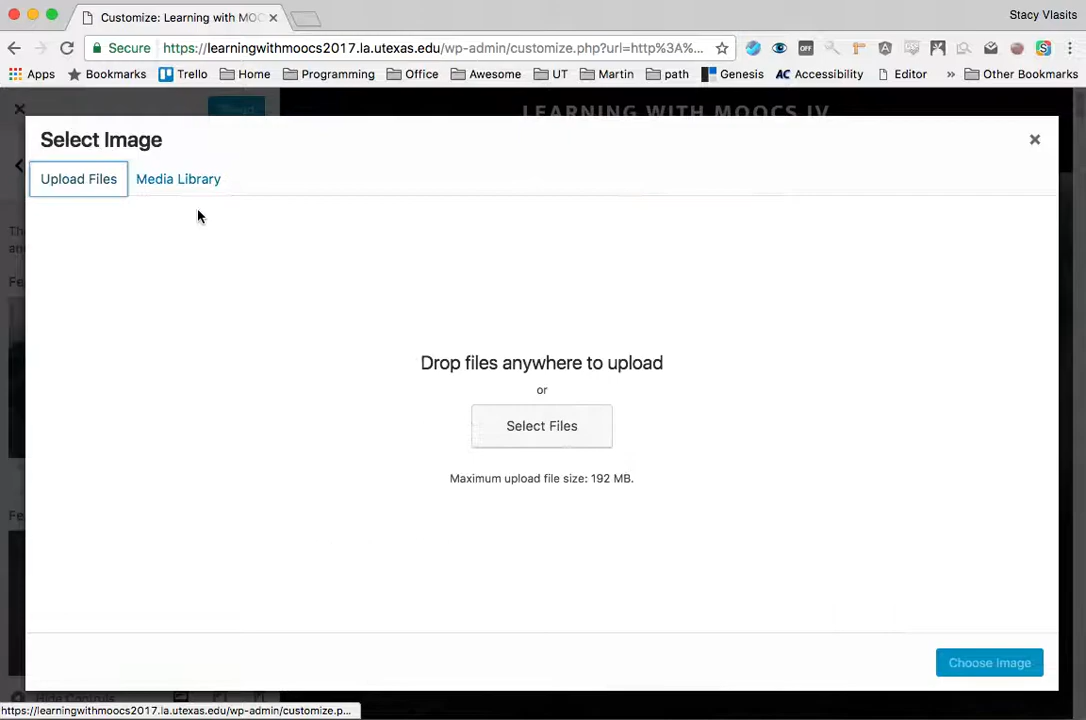 Customize: Learning with MOO
Stacy Vlasits
Secure https://learningwithmoocs2017.la.utexas.edu/wp-admin/customize.php?url=http%3A%...
Apps Bookmarks Trello Home Programming Office Awesome UT Martin path Genesis AC Accessibility Editor » Other Bookmarks
LEARNING WITH MOOCS IV
Select Image
Upload Files Media Library
Drop files anywhere to upload
or
Select Files
Maximum upload file size: 192 MB.
Choose Image
Hide Controls
https://learningwithmoocs2017.la.utexas.edu/wp-admin/customize.p...